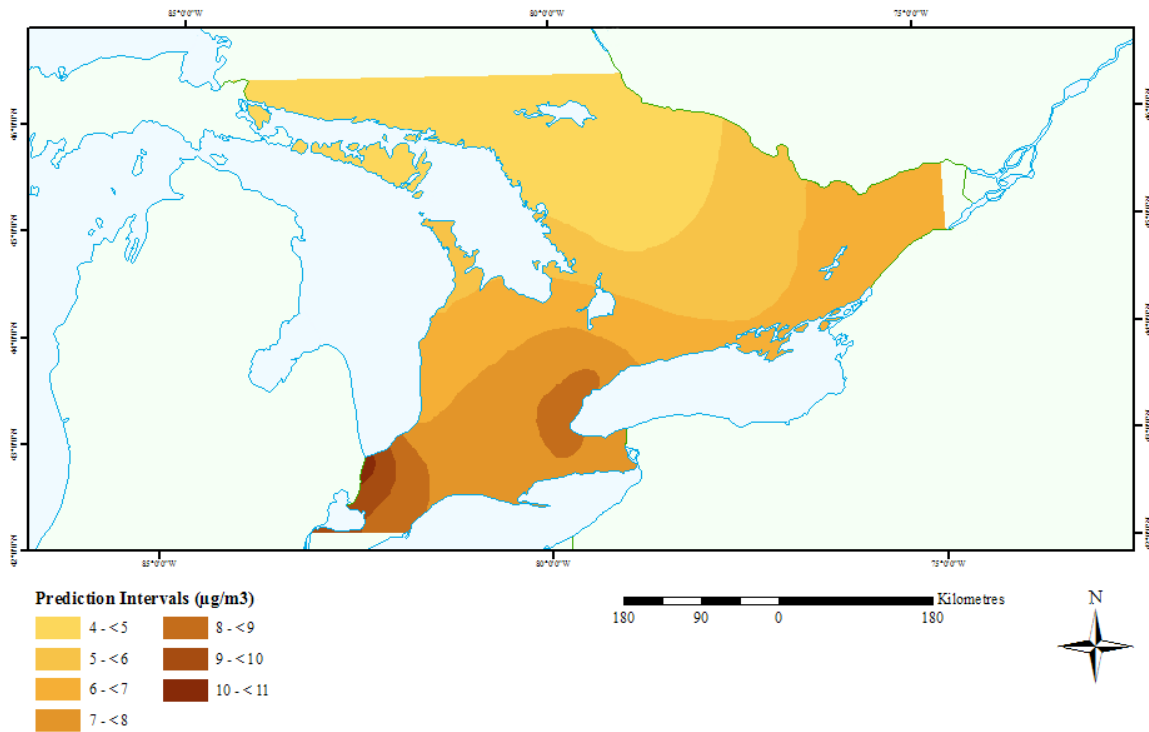 85°0'0"W 80°0'0"W 75°0'0"W
85°0'0"W 80°0'0"W 75°0'0"W
Prediction Intervals (µg/m3)
4 - <5
5 - <6
6 - <7
7 - <8
8 - <9
9 - <10
10 - <11
Kilometres
180 90 0 180
N